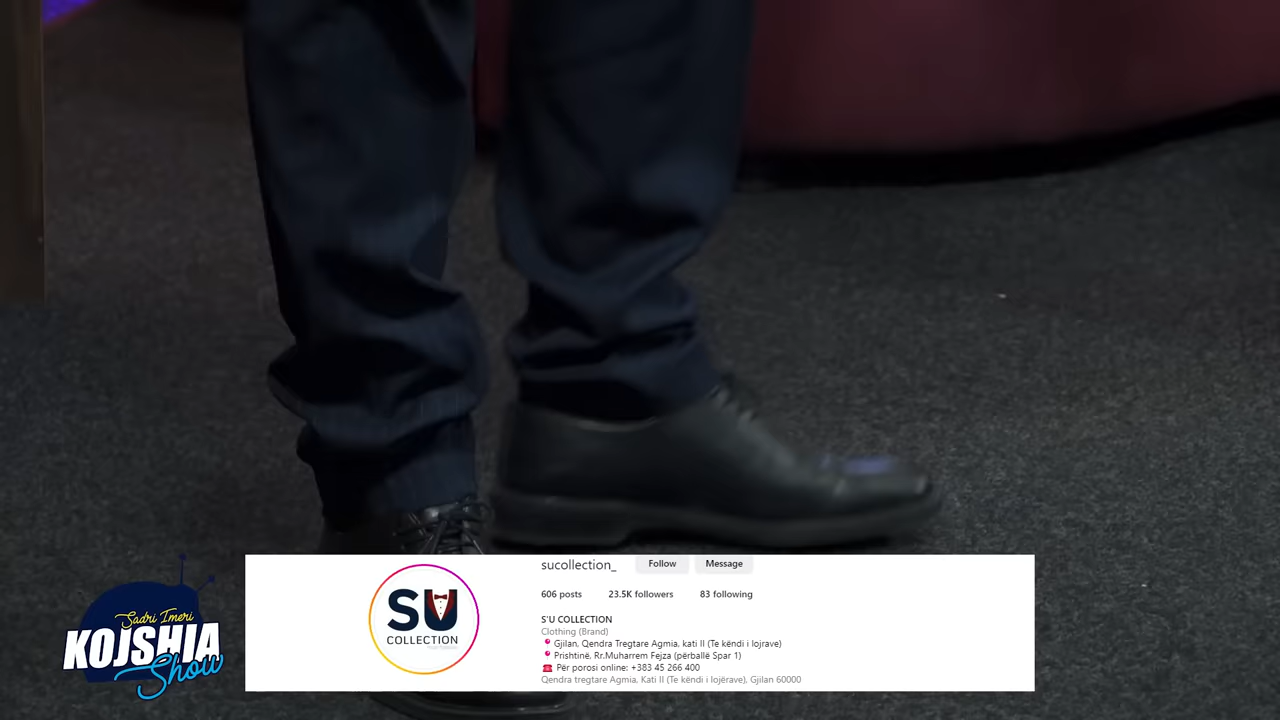 sucollection_ Follow Message
606 posts 23.5K followers 83 following
S'U COLLECTION
Clothing (Brand)
📍 Gjilan, Qendra Tregtare Agmia, kati II (Te këndi i lojrave)
📍 Prishtinë. Rr.Muharrem Fejza (përballë Spar 1)
☎️ Për porosi online: +383 45 266 400
Qendra tregtare Agmia, Kati II (Te këndi i lojërave), Gjilan 60000
SU
COLLECTION
Sadri Imeri
KOJSHIA
Show